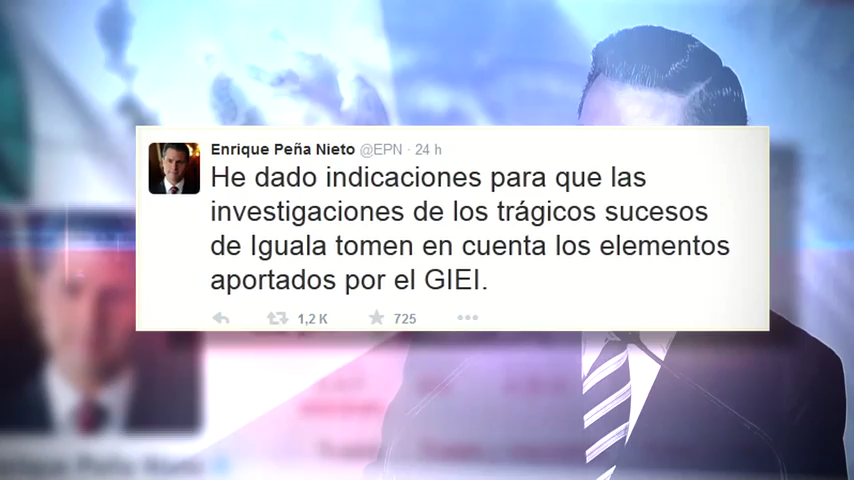 Enrique Peña Nieto @EPN · 24 h
He dado indicaciones para que las
investigaciones de los trágicos sucesos
de Iguala tomen en cuenta los elementos
aportados por el GIEI.
1,2 K 725